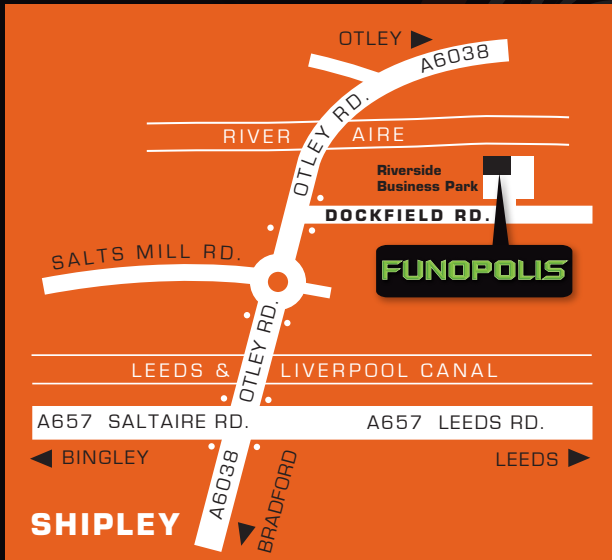 OTLEY
A6038
OTLEY RD.
RIVER AIRE
Riverside
Business Park
DOCKFIELD RD.
SALTS MILL RD.
FUNOPOLIS
OTLEY RD.
LEEDS & LIVERPOOL CANAL
A657 SALTAIRE RD.
A657 LEEDS RD.
BINGLEY
LEEDS
A6038
BRADFORD
SHIPLEY